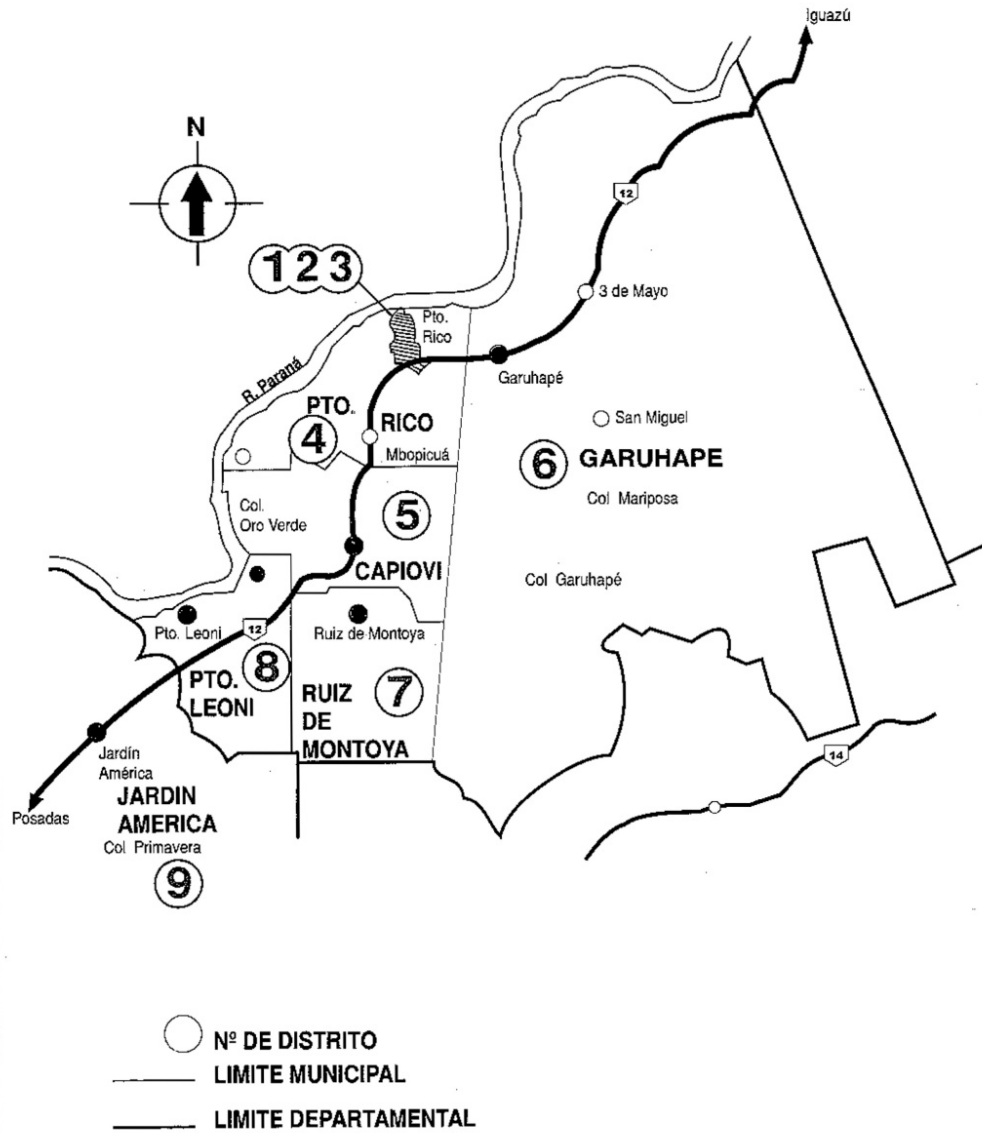 Iguazú
N
12
1 2 3
3 de Mayo
Pto.
Rico
R. Paraná
Garuhapé
PTO.
RICO
4
San Miguel
Mbopicuá
6 GARUHAPE
Col Mariposa
Col.
Oro Verde
5
CAPIOVI
Col Garuhapé
Pto. Leoni
12
Ruiz de Montoya
8
PTO.
LEONI
7
RUIZ
DE
MONTOYA
14
Jardín
América
Posadas
JARDIN
AMERICA
Col Primavera
9
Nº DE DISTRITO
LIMITE MUNICIPAL
LIMITE DEPARTAMENTAL